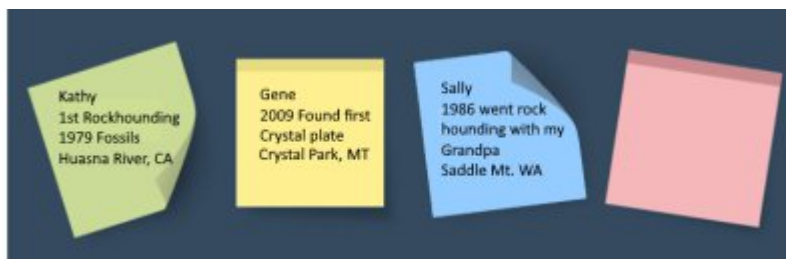 Kathy
1st Rockhounding
1979 Fossils
Huasna River, CA
Gene
2009 Found first
Crystal plate
Crystal Park, MT
Sally
1986 went rock
hounding with my
Grandpa
Saddle Mt. WA